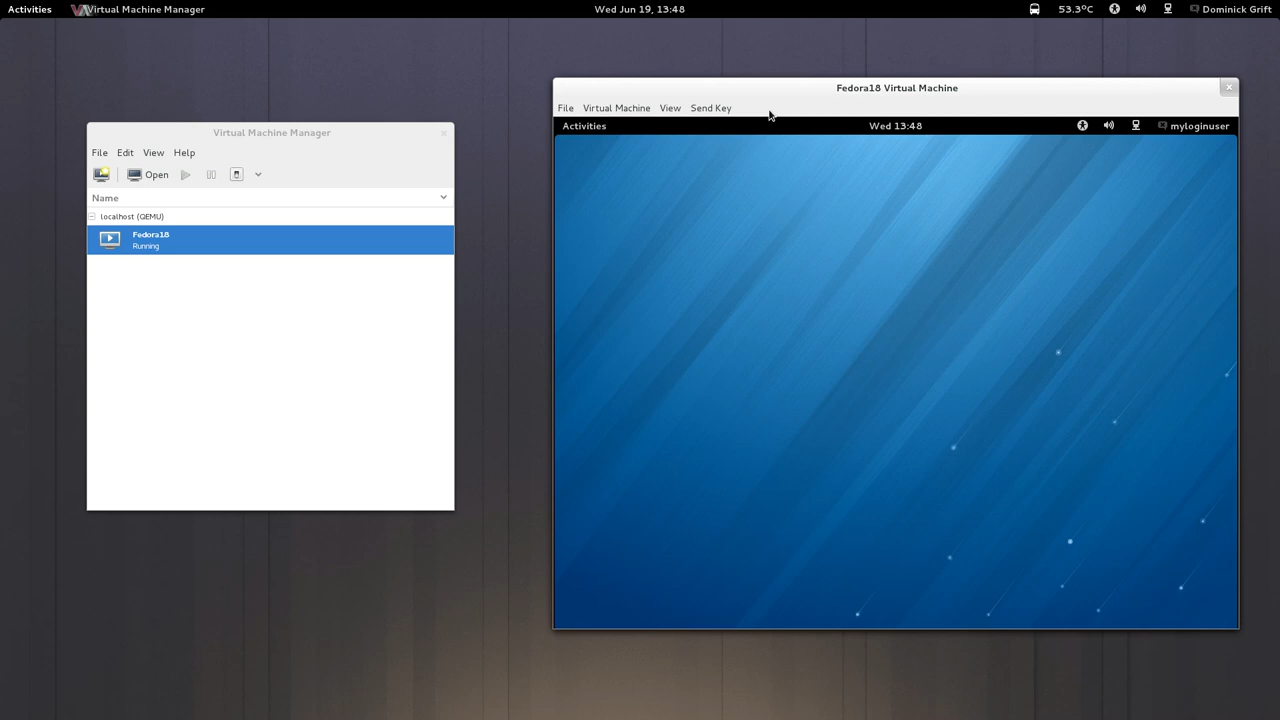 Activities Virtual Machine Manager Wed Jun 19, 13:48 53.3°C Dominick Grift
Virtual Machine Manager
File Edit View Help
Open
Name
localhost (QEMU)
Fedora18
Running
Fedora18 Virtual Machine
File Virtual Machine View Send Key
Activities Wed 13:48 myloginuser